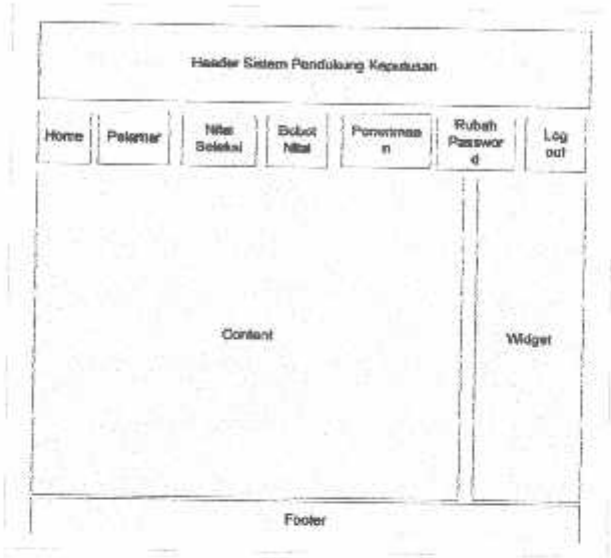 Header Sistem Pendukung Keputusan
Home
Pelamar
Nilai
Seleksi
Bobot
Nilai
Penerimaa
n
Rubah
Passwor
d
Log
out
Content
Widget
Footer